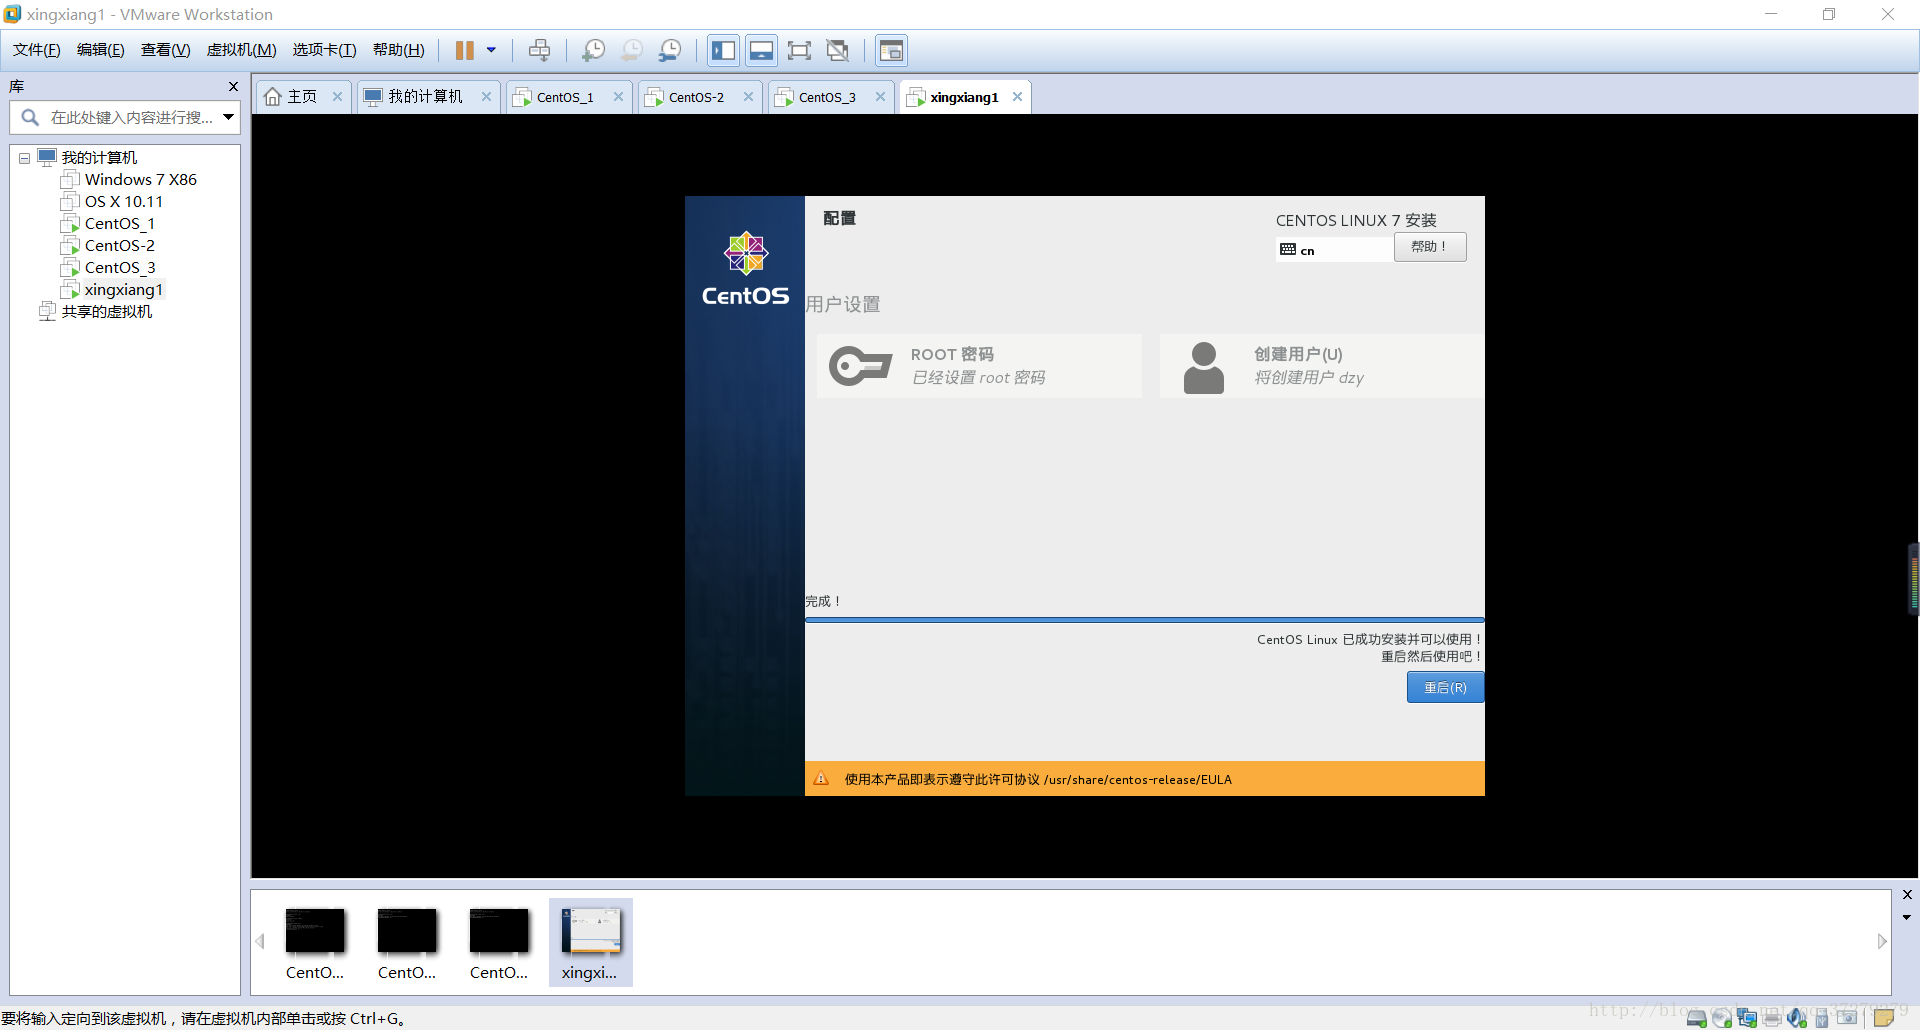 xingxiang1 - VMware Workstation
文件(F) 编辑(E) 查看(V) 虚拟机(M) 选项卡(T) 帮助(H)
库
在此处键入内容进行搜...
我的计算机
Windows 7 X86
OS X 10.11
CentOS_1
CentOS-2
CentOS_3
xingxiang1
共享的虚拟机
主页 我的计算机 CentOS_1 CentOS-2 CentOS_3 xingxiang1
CentOS
配置
CENTOS LINUX 7 安装
cn
帮助！
用户设置
ROOT 密码
已经设置 root 密码
创建用户(U)
将创建用户 dzy
完成！
CentOS Linux 已成功安装并可以使用！
重启然后使用吧！
重启(R)
使用本产品即表示遵守此许可协议 /usr/share/centos-release/EULA
CentO... CentO... CentO... xingxi...
要将输入定向到该虚拟机，请在虚拟机内部单击或按 Ctrl+G。